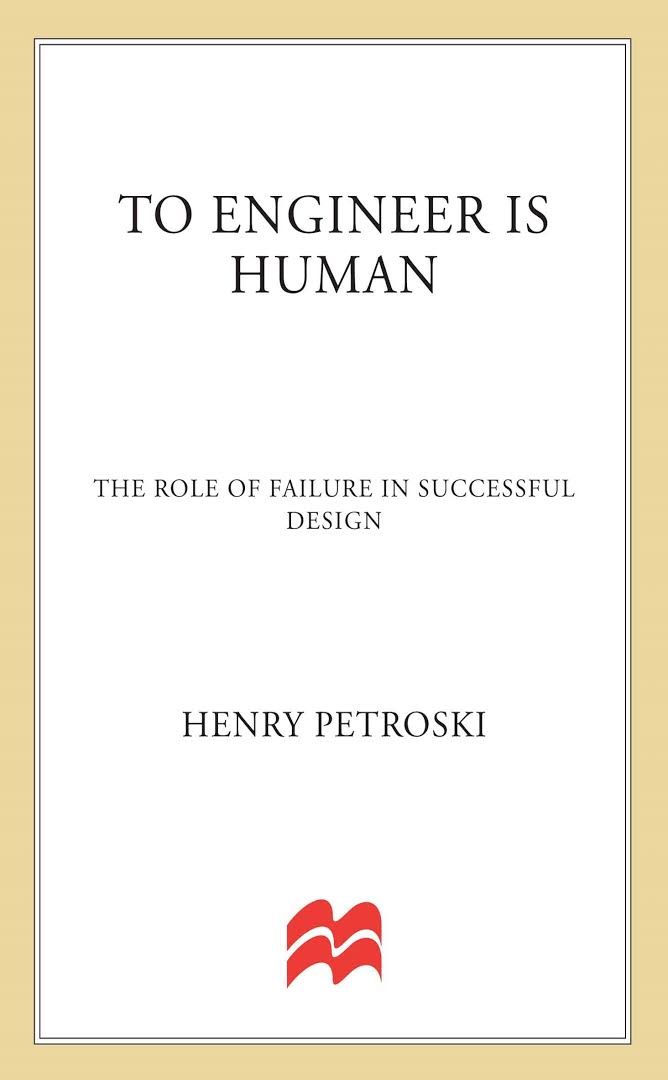 TO ENGINEER IS
HUMAN
THE ROLE OF FAILURE IN SUCCESSFUL
DESIGN
HENRY PETROSKI